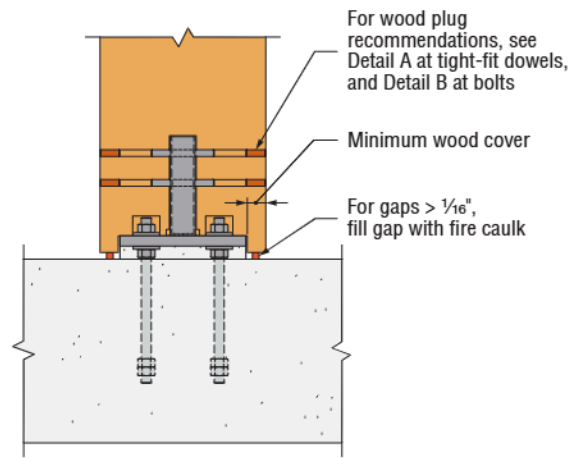 For wood plug
recommendations, see
Detail A at tight-fit dowels,
and Detail B at bolts
Minimum wood cover
For gaps > 1⁄16",
fill gap with fire caulk